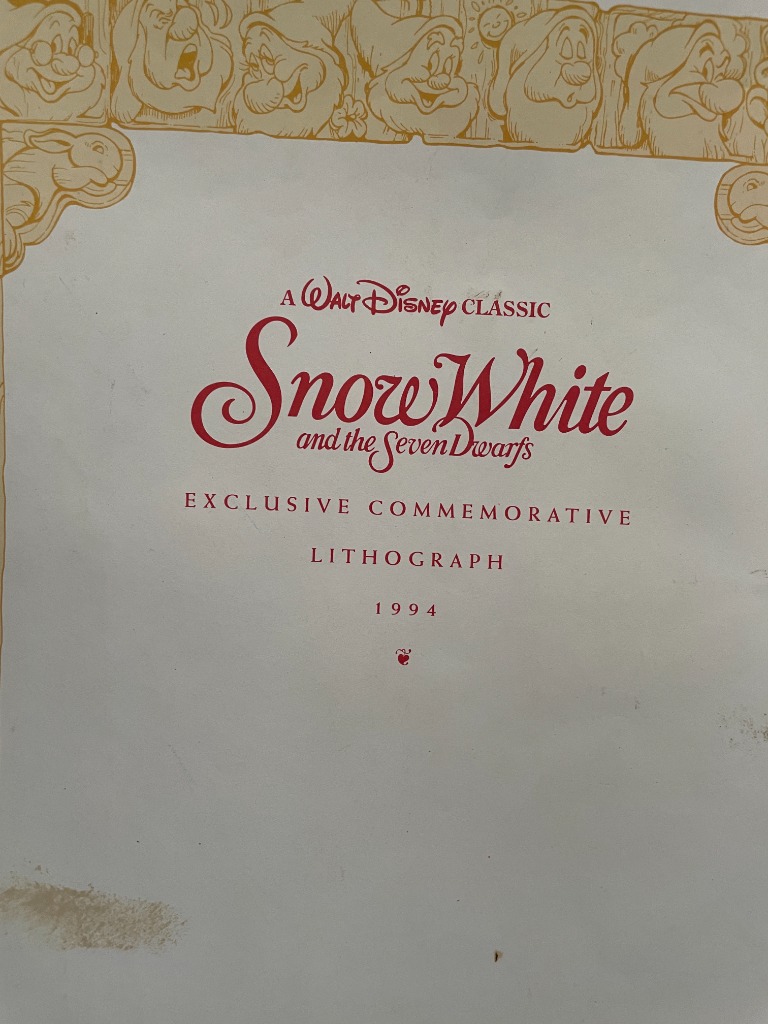 A WALT DISNEY CLASSIC
Snow White
and the Seven Dwarfs
EXCLUSIVE COMMEMORATIVE
LITHOGRAPH
1994